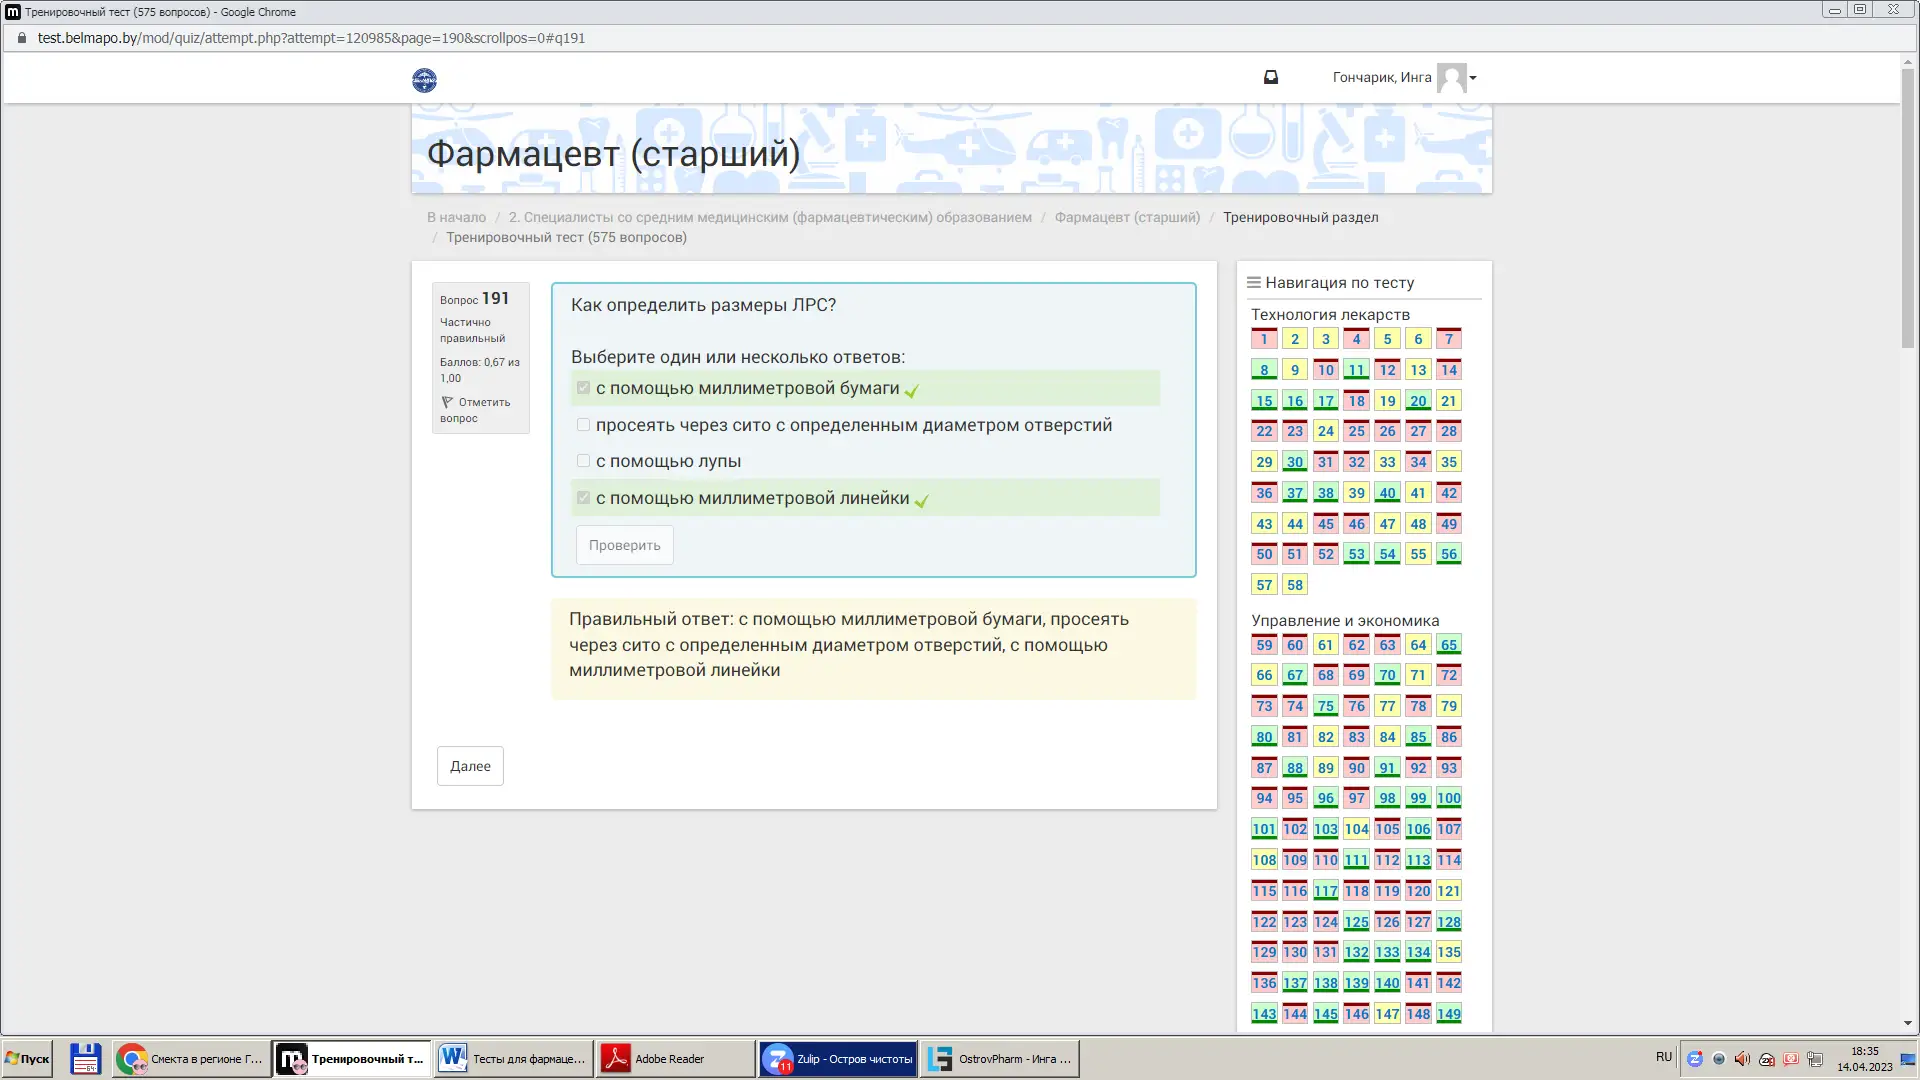 Тренировочный тест (575 вопросов) - Google Chrome
test.belmapo.by/mod/quiz/attempt.php?attempt=120985&page=190&scrollpos=0#q191
Гончарик, Инга
Фармацевт (старший)
В начало / 2. Специалисты со средним медицинским (фармацевтическим) образованием / Фармацевт (старший) / Тренировочный раздел
/ Тренировочный тест (575 вопросов)
Вопрос 191
Частично
правильный
Баллов: 0,67 из
1,00
Отметить
вопрос
Как определить размеры ЛРС?
Выберите один или несколько ответов:
с помощью миллиметровой бумаги
просеять через сито с определенным диаметром отверстий
с помощью лупы
с помощью миллиметровой линейки
Проверить
Правильный ответ: с помощью миллиметровой бумаги, просеять
через сито с определенным диаметром отверстий, с помощью
миллиметровой линейки
Далее
Навигация по тесту
Технология лекарств
1 2 3 4 5 6 7
8 9 10 11 12 13 14
15 16 17 18 19 20 21
22 23 24 25 26 27 28
29 30 31 32 33 34 35
36 37 38 39 40 41 42
43 44 45 46 47 48 49
50 51 52 53 54 55 56
57 58
Управление и экономика
59 60 61 62 63 64 65
66 67 68 69 70 71 72
73 74 75 76 77 78 79
80 81 82 83 84 85 86
87 88 89 90 91 92 93
94 95 96 97 98 99 100
101 102 103 104 105 106 107
108 109 110 111 112 113 114
115 116 117 118 119 120 121
122 123 124 125 126 127 128
129 130 131 132 133 134 135
136 137 138 139 140 141 142
143 144 145 146 147 148 149
Пуск
Смекта в регионе Г...
Тренировочный т...
Тесты для фармаце...
Adobe Reader
11
Zulip - Остров чистоты
OstrovPharm - Инга ...
RU
18:35
14.04.2023